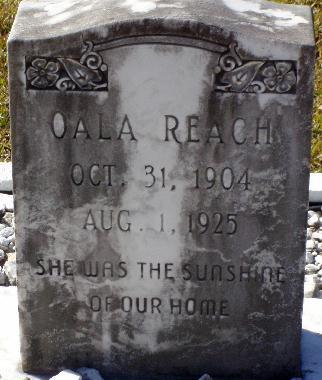 OALA REACH
OCT. 31, 1904
AUG. 1, 1925
SHE WAS THE SUNSHINE
OF OUR HOME